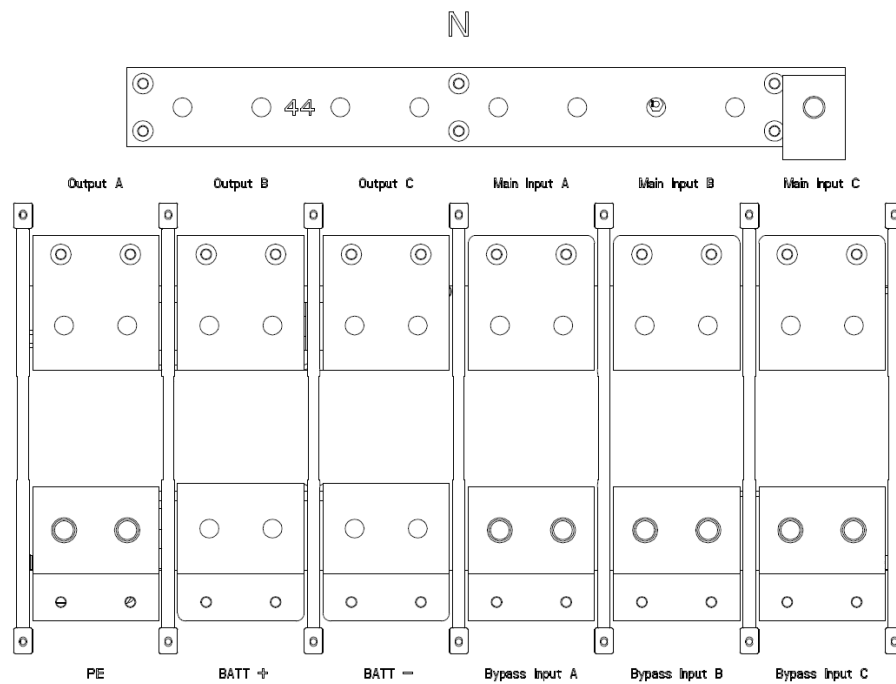 N
44
Output A Output B Output C Main Input A Main Input B Main Input C
PE BATT + BATT − Bypass Input A Bypass Input B Bypass Input C